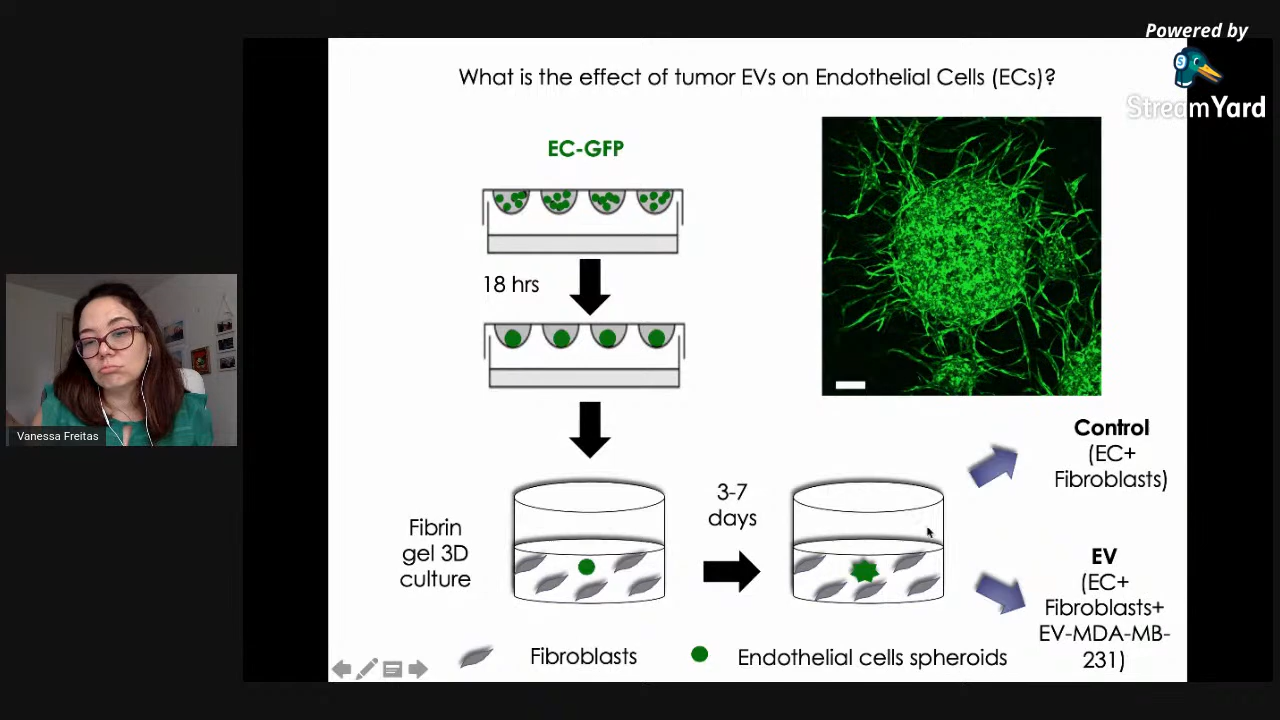 Powered by
StreamYard
What is the effect of tumor EVs on Endothelial Cells (ECs)?
EC-GFP
18 hrs
Vanessa Freitas
Fibrin
gel 3D
culture
3-7
days
Control
(EC+
Fibroblasts)
EV
(EC+
Fibroblasts+
EV-MDA-MB-
231)
Fibroblasts
Endothelial cells spheroids